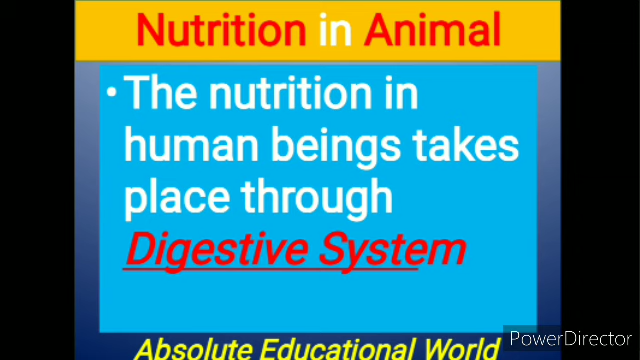 Nutrition in Animal
• The nutrition in
human beings takes
place through
Digestive System
PowerDirector
Absolute Educational World